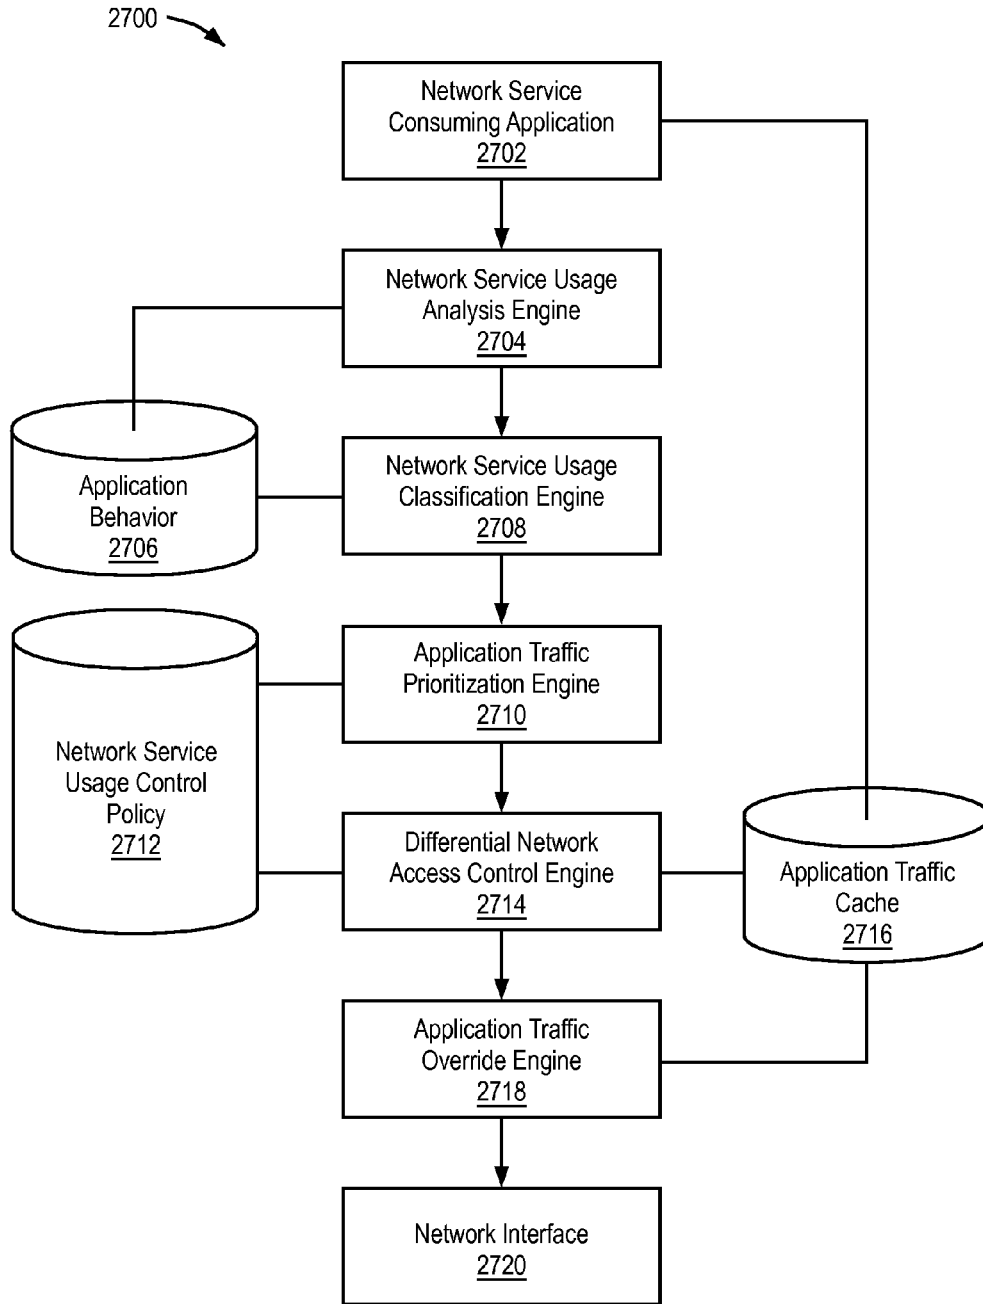 2700
Network Service
Consuming Application
2702
Network Service Usage
Analysis Engine
2704
Application
Behavior
2706
Network Service Usage
Classification Engine
2708
Application Traffic
Prioritization Engine
2710
Network Service
Usage Control
Policy
2712
Differential Network
Access Control Engine
2714
Application Traffic
Cache
2716
Application Traffic
Override Engine
2718
Network Interface
2720